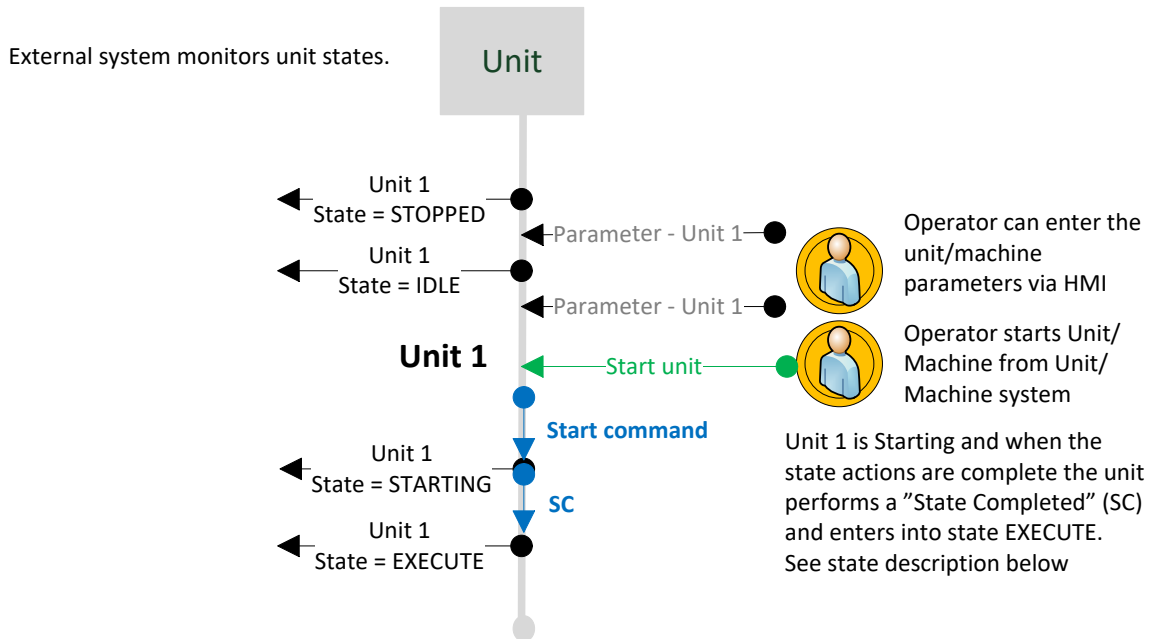 External system monitors unit states.
Unit
Unit 1
State = STOPPED
Parameter - Unit 1
Operator can enter the
unit/machine
parameters via HMI
Unit 1
State = IDLE
Parameter - Unit 1
Unit 1
Start unit
Operator starts Unit/
Machine from Unit/
Machine system
Start command
Unit 1
State = STARTING
SC
Unit 1 is Starting and when the
state actions are complete the unit
performs a ”State Completed” (SC)
and enters into state EXECUTE.
See state description below
Unit 1
State = EXECUTE